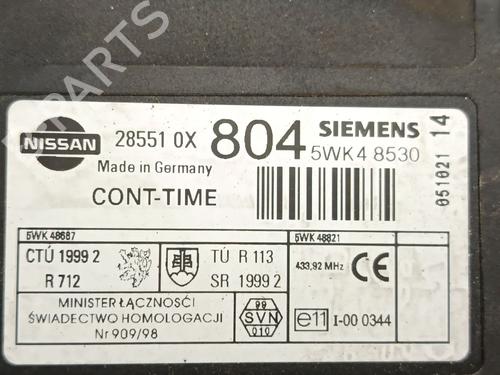 B-PARTS
NISSAN
28551 0X 804 SIEMENS
5WK4 8530
Made in Germany
CONT-TIME
051021 14
5WK 48687
CTÚ 1999 2
R 712
TÚ R 113
SR 1999 2
5WK 48821
433,92 MHz CE
MINISTER ŁĄCZNOŚCI
ŚWIADECTWO HOMOLOGACJI
Nr 909/98
99
SVN
010
e11 I-00 0344